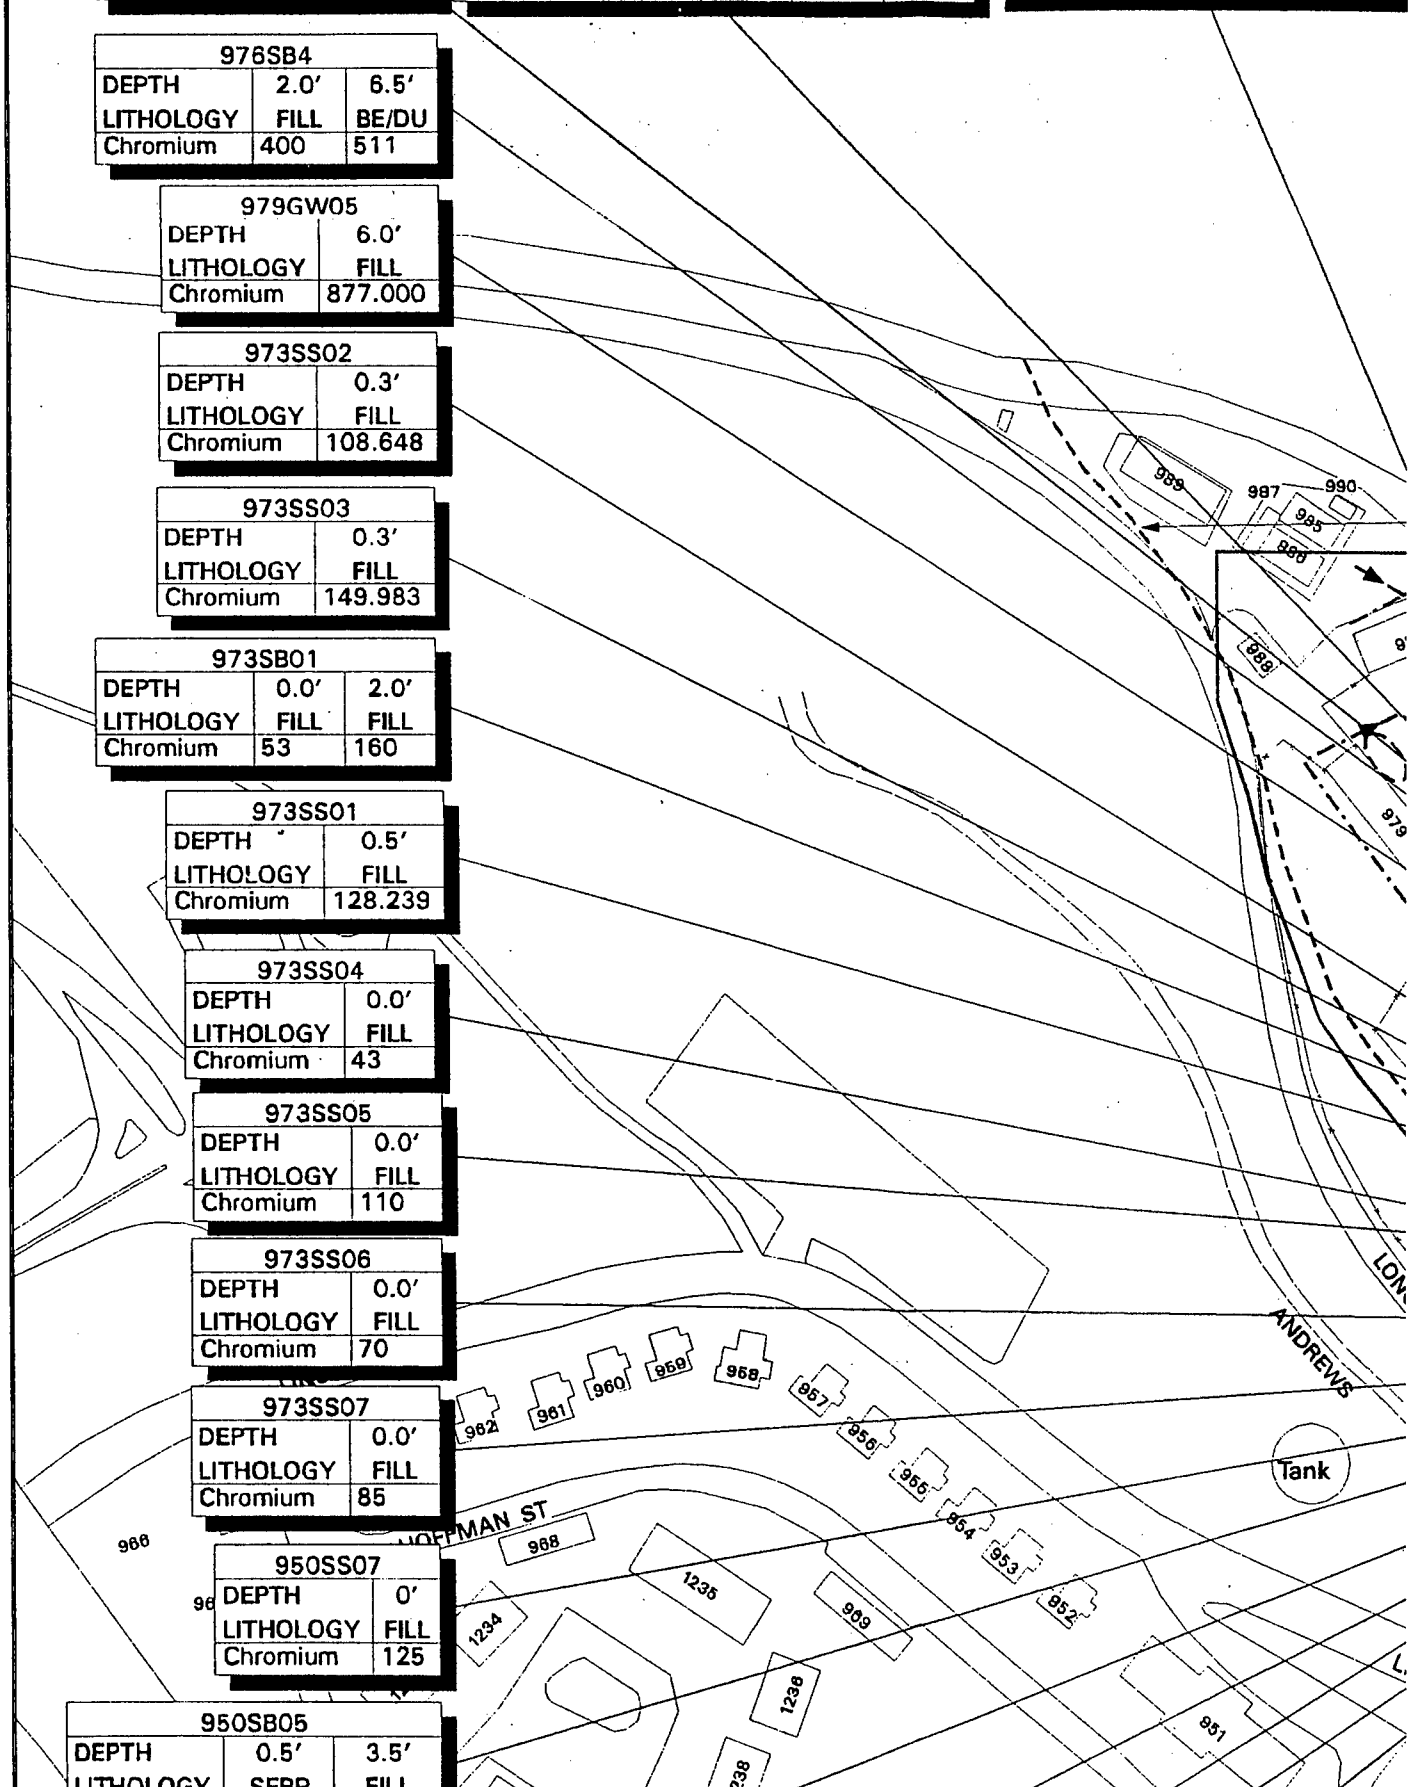 976SB4
DEPTH 2.0' 6.5'
LITHOLOGY FILL BE/DU
Chromium 400 511
979GW05
DEPTH 6.0'
LITHOLOGY FILL
Chromium 877.000
973SS02
DEPTH 0.3'
LITHOLOGY FILL
Chromium 108.648
973SS03
DEPTH 0.3'
LITHOLOGY FILL
Chromium 149.983
973SB01
DEPTH 0.0' 2.0'
LITHOLOGY FILL FILL
Chromium 53 160
973SS01
DEPTH 0.5'
LITHOLOGY FILL
Chromium 128.239
973SS04
DEPTH 0.0'
LITHOLOGY FILL
Chromium 43
973SS05
DEPTH 0.0'
LITHOLOGY FILL
Chromium 110
973SS06
DEPTH 0.0'
LITHOLOGY FILL
Chromium 70
973SS07
DEPTH 0.0'
LITHOLOGY FILL
Chromium 85
950SS07
DEPTH 0'
LITHOLOGY FILL
Chromium 125
950SB05
DEPTH 0.5' 3.5'
LITHOLOGY SERP FILL
989
987
990
985
986
988
979
ANDREWS
Tank
962
961
960
959
958
957
956
955
954
953
952
951
HOFFMAN ST
966
968
1235
969
1234
1236